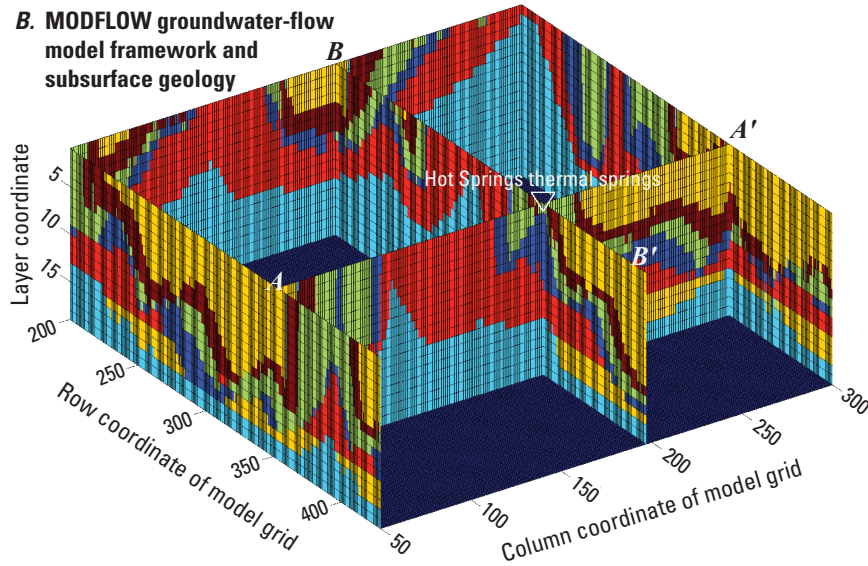 B. MODFLOW groundwater-flow
model framework and
subsurface geology
B
A'
Hot Springs thermal springs
B'
A
Layer coordinate
5
10
15
200
250
300
350
400
Row coordinate of model grid
50
100
150
200
250
300
Column coordinate of model grid